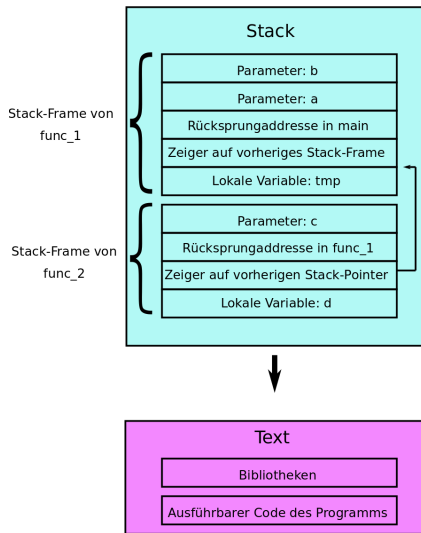 Stack
Stack-Frame von
func_1
Parameter: b
Parameter: a
Rücksprungaddresse in main
Zeiger auf vorheriges Stack-Frame
Lokale Variable: tmp
Stack-Frame von
func_2
Parameter: c
Rücksprungaddresse in func_1
Zeiger auf vorherigen Stack-Pointer
Lokale Variable: d
Text
Bibliotheken
Ausführbarer Code des Programms